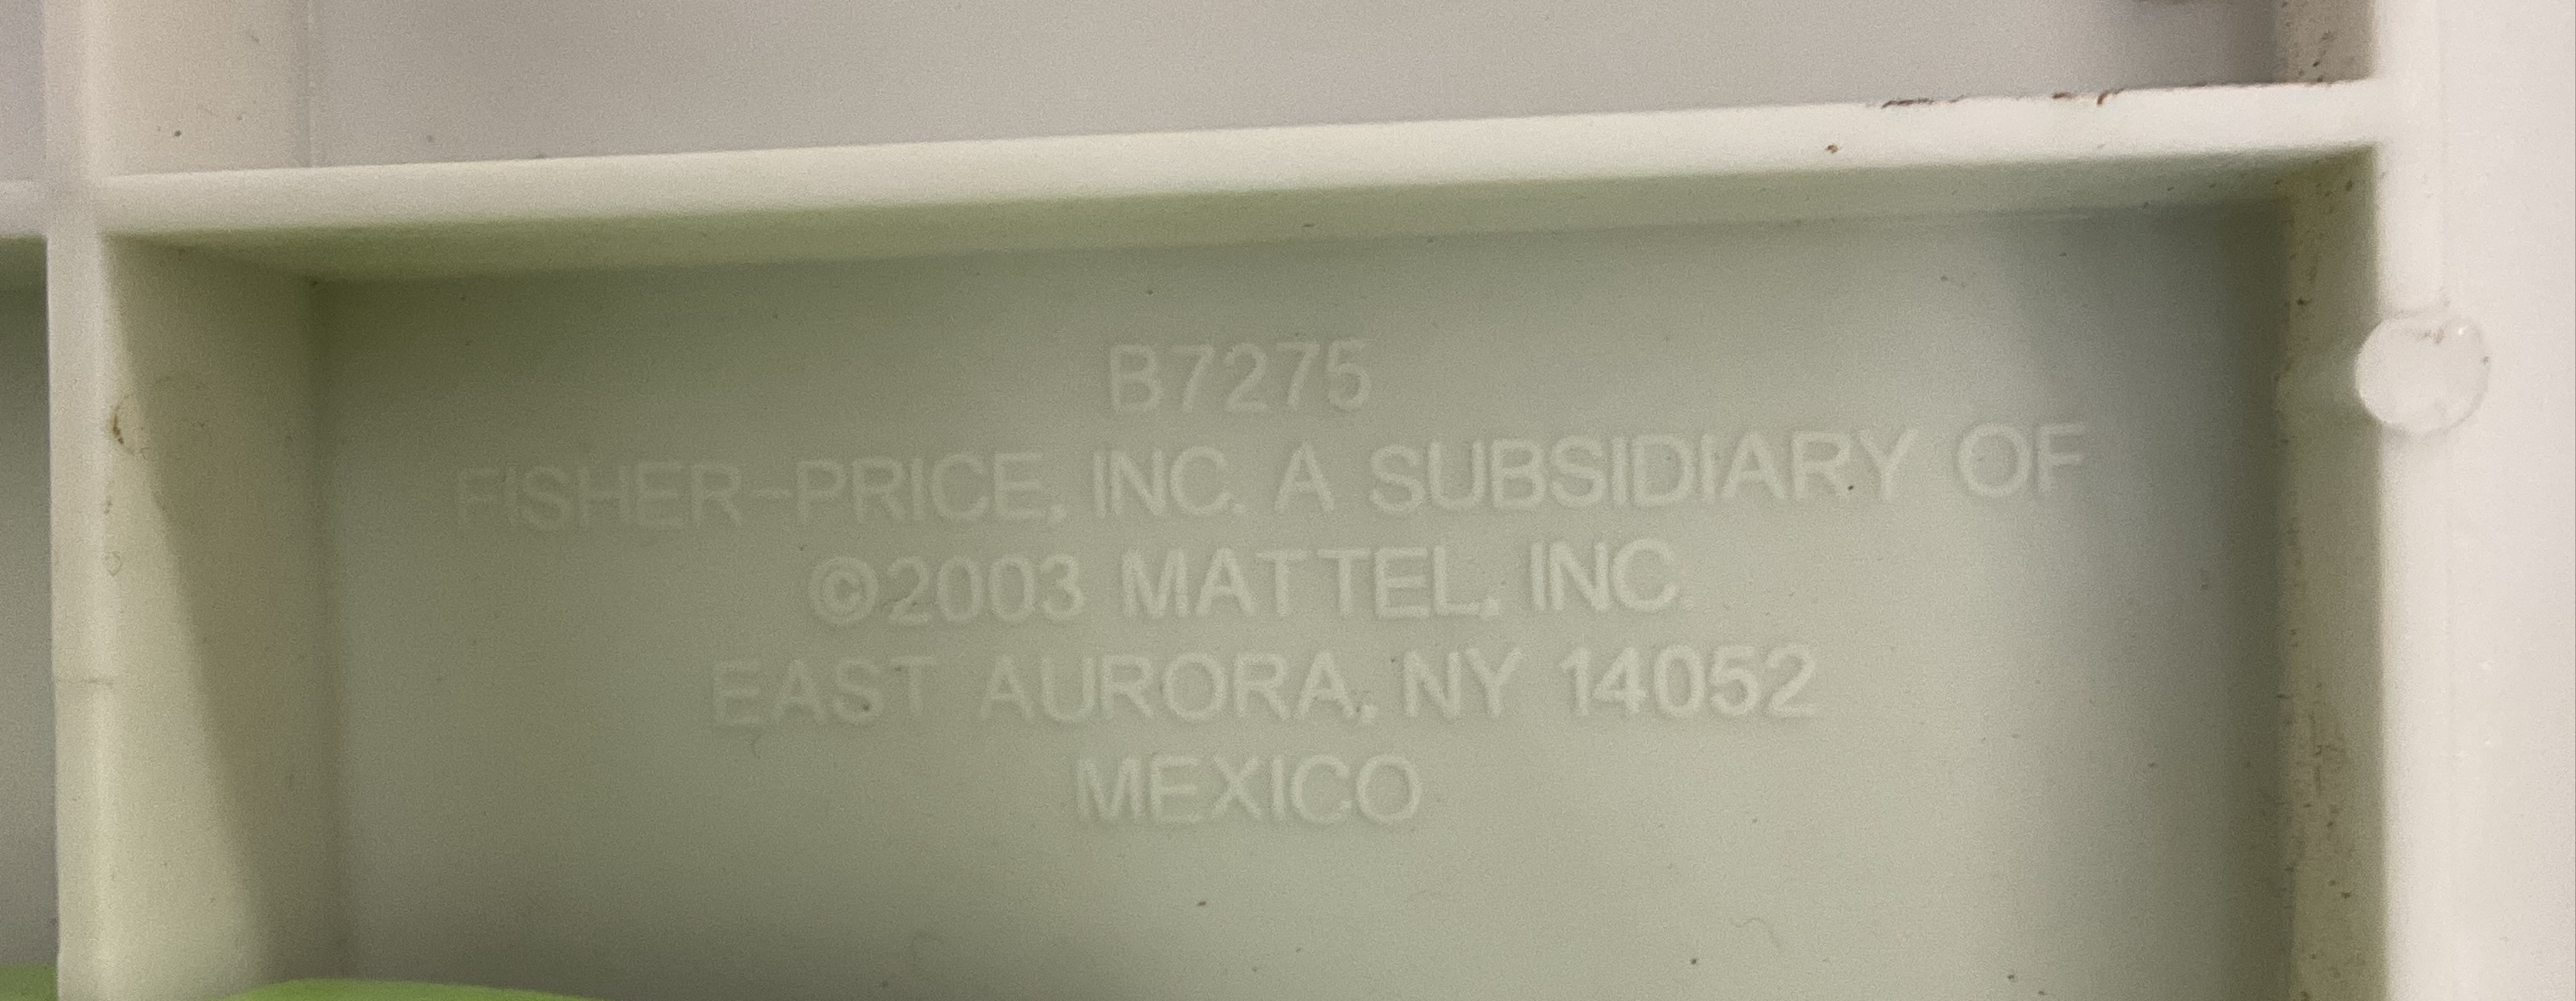 B7275
FISHER-PRICE, INC. A SUBSIDIARY OF
©2003 MATTEL, INC.
EAST AURORA, NY 14052
MEXICO